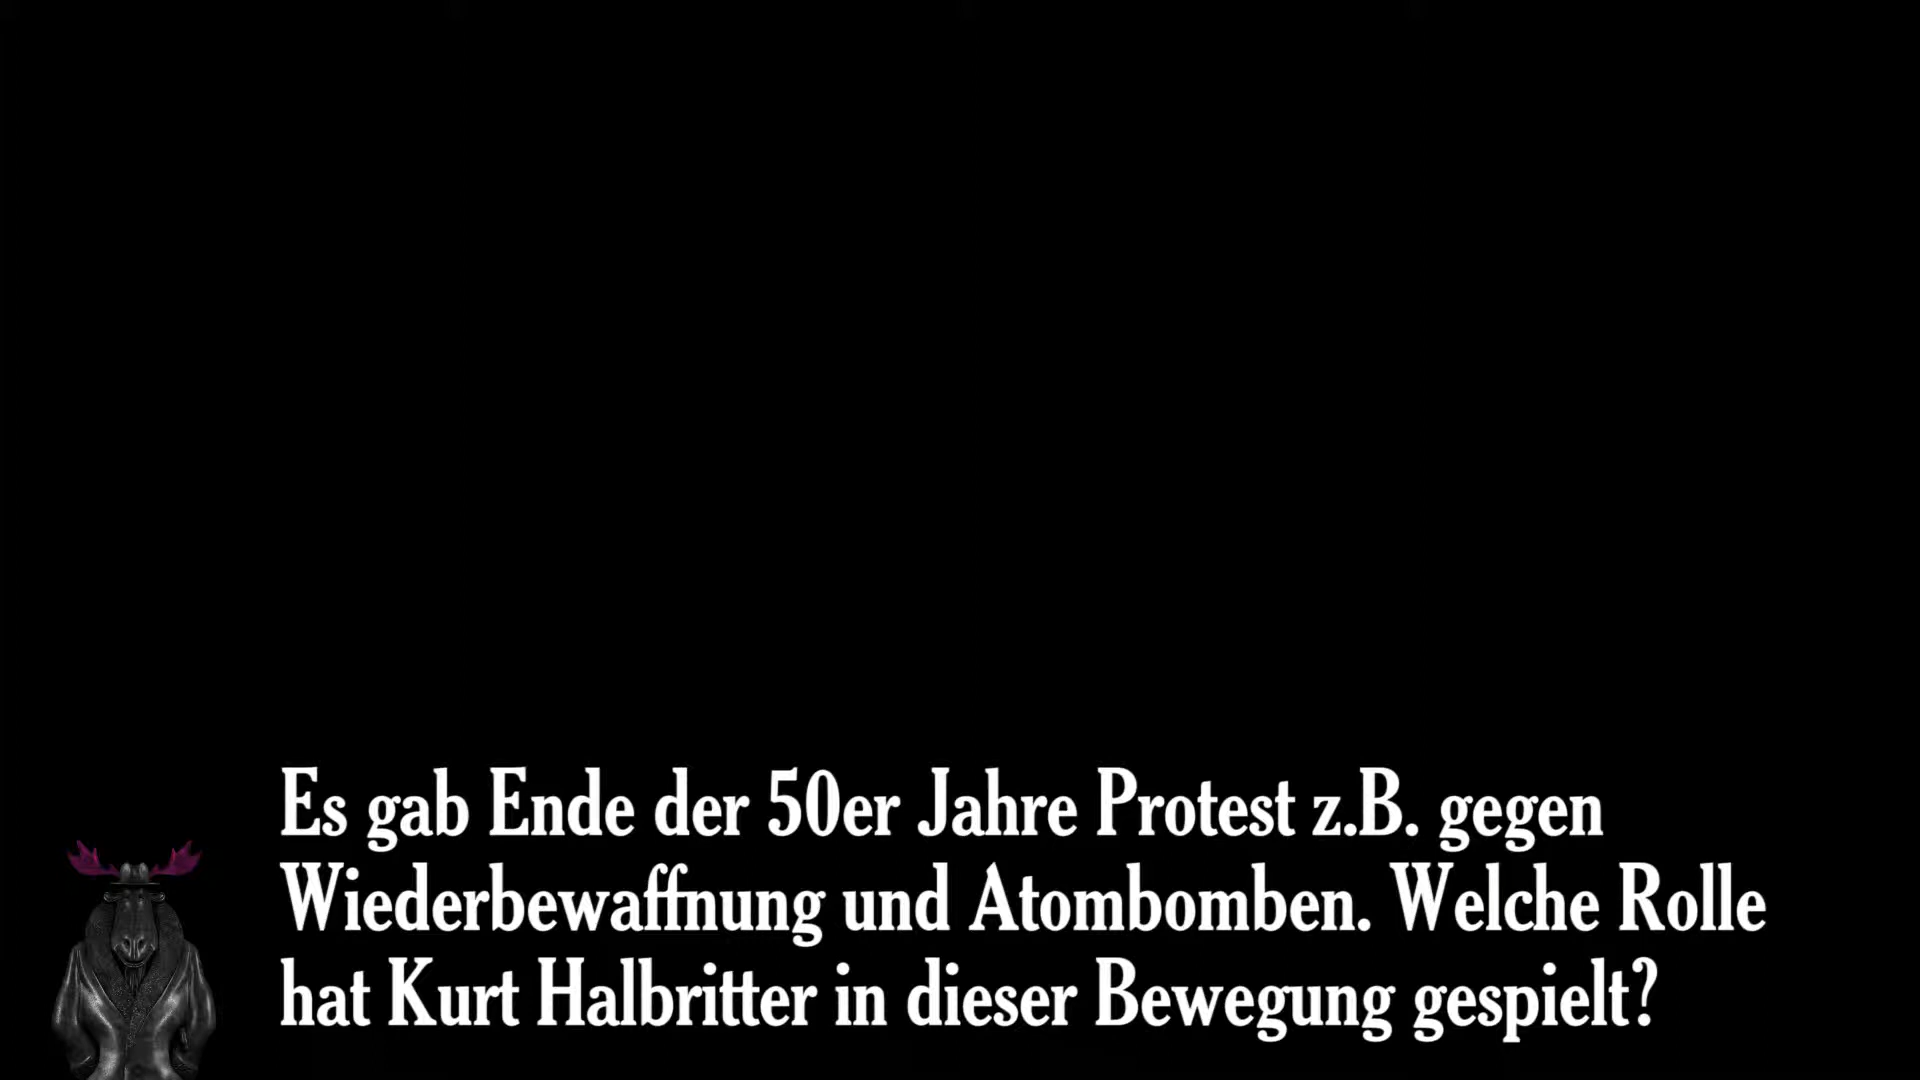 Es gab Ende der 50er Jahre Protest z.B. gegen
Wiederbewaffnung und Atombomben. Welche Rolle
hat Kurt Halbritter in dieser Bewegung gespielt?